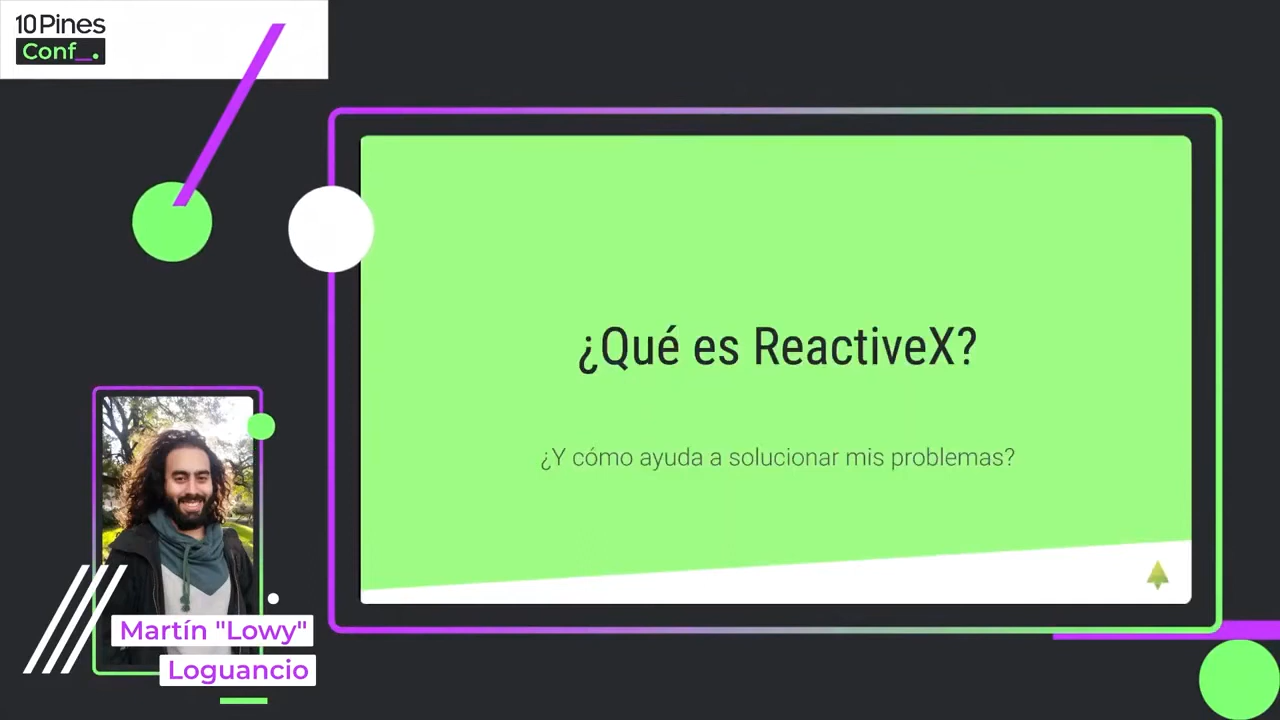 10Pines
Conf_.
¿Qué es ReactiveX?
¿Y cómo ayuda a solucionar mis problemas?
Martín "Lowy"
Loguancio